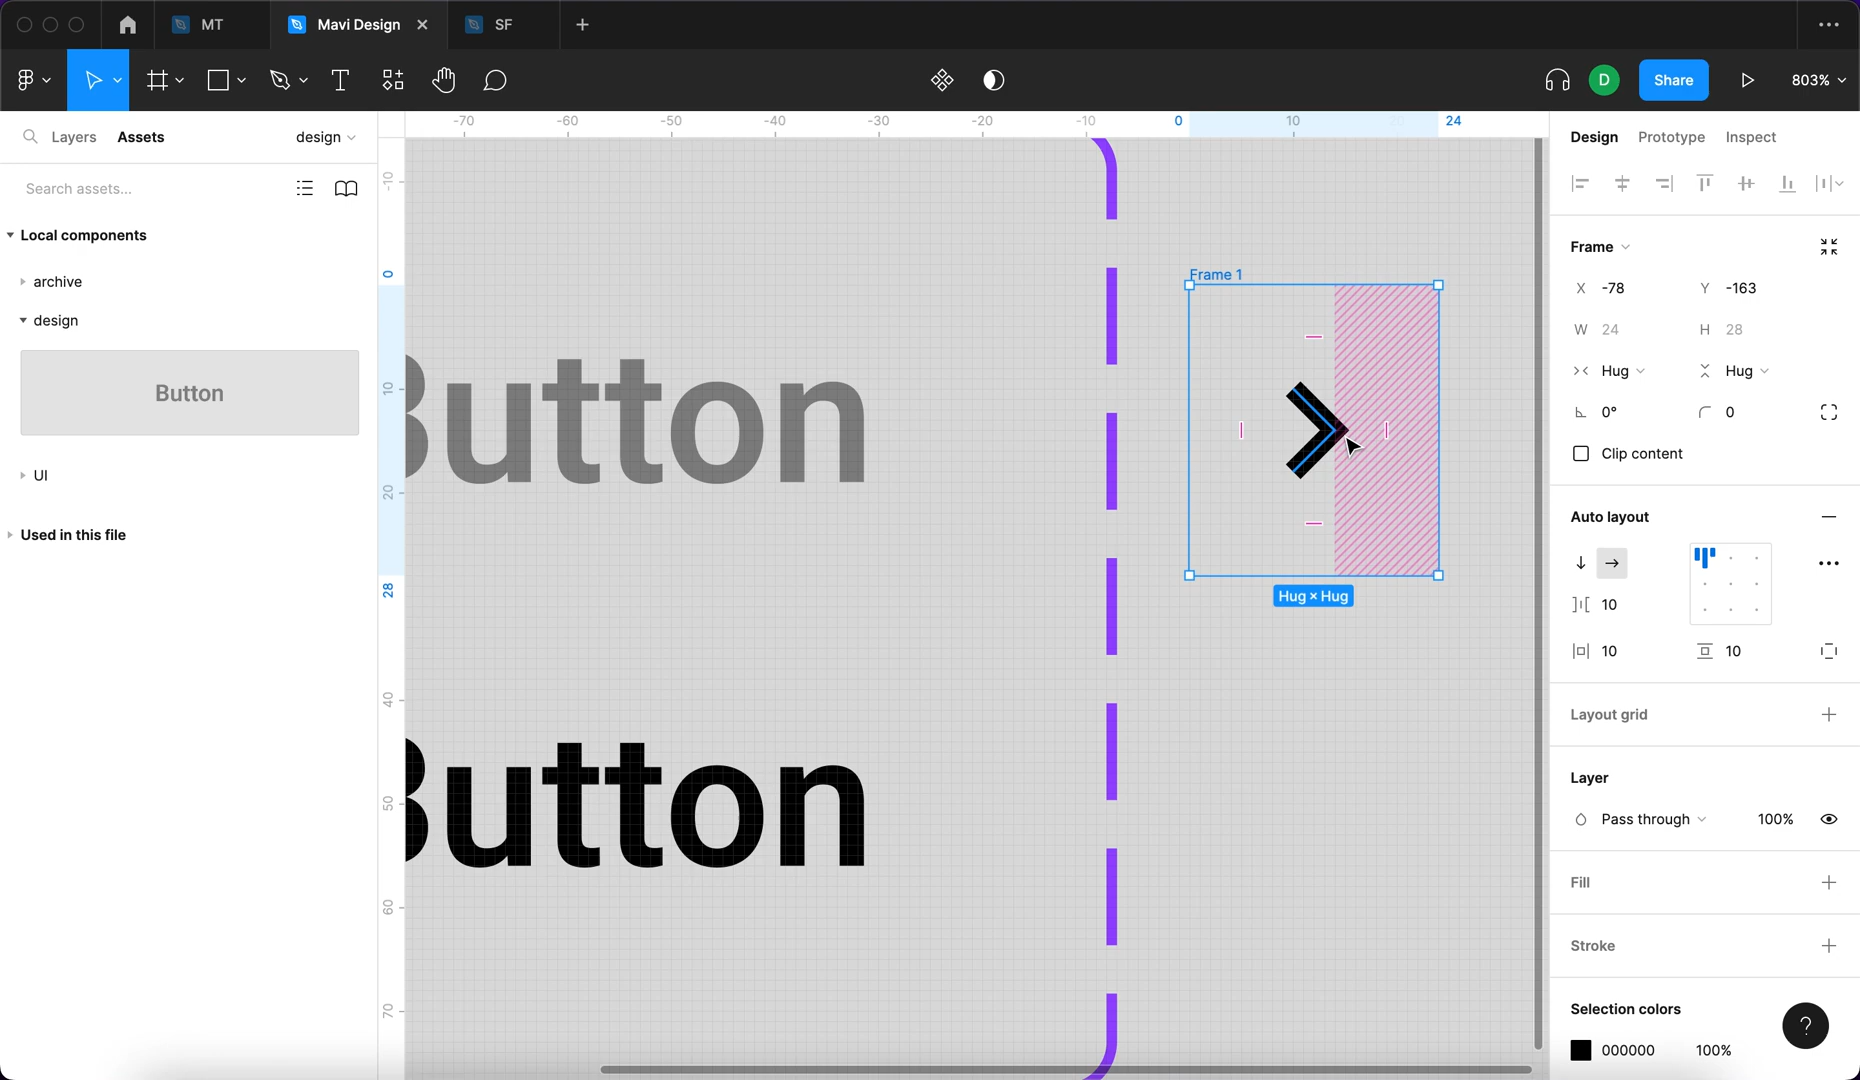 MT
Mavi Design
SF
D
Share
803%
Layers
Assets
design
-70
-60
-50
-40
-30
-20
-10
0
10
24
Design
Prototype
Inspect
Search assets...
-10
Local components
archive
design
Button
UI
Used in this file
0
10
20
28
40
50
60
70
Button
Button
Frame 1
Hug × Hug
Frame
X -78
Y -163
W 24
H 28
Hug
Hug
0°
0
Clip content
Auto layout
10
10
10
Layout grid
Layer
Pass through
100%
Fill
Stroke
Selection colors
000000
100%
?